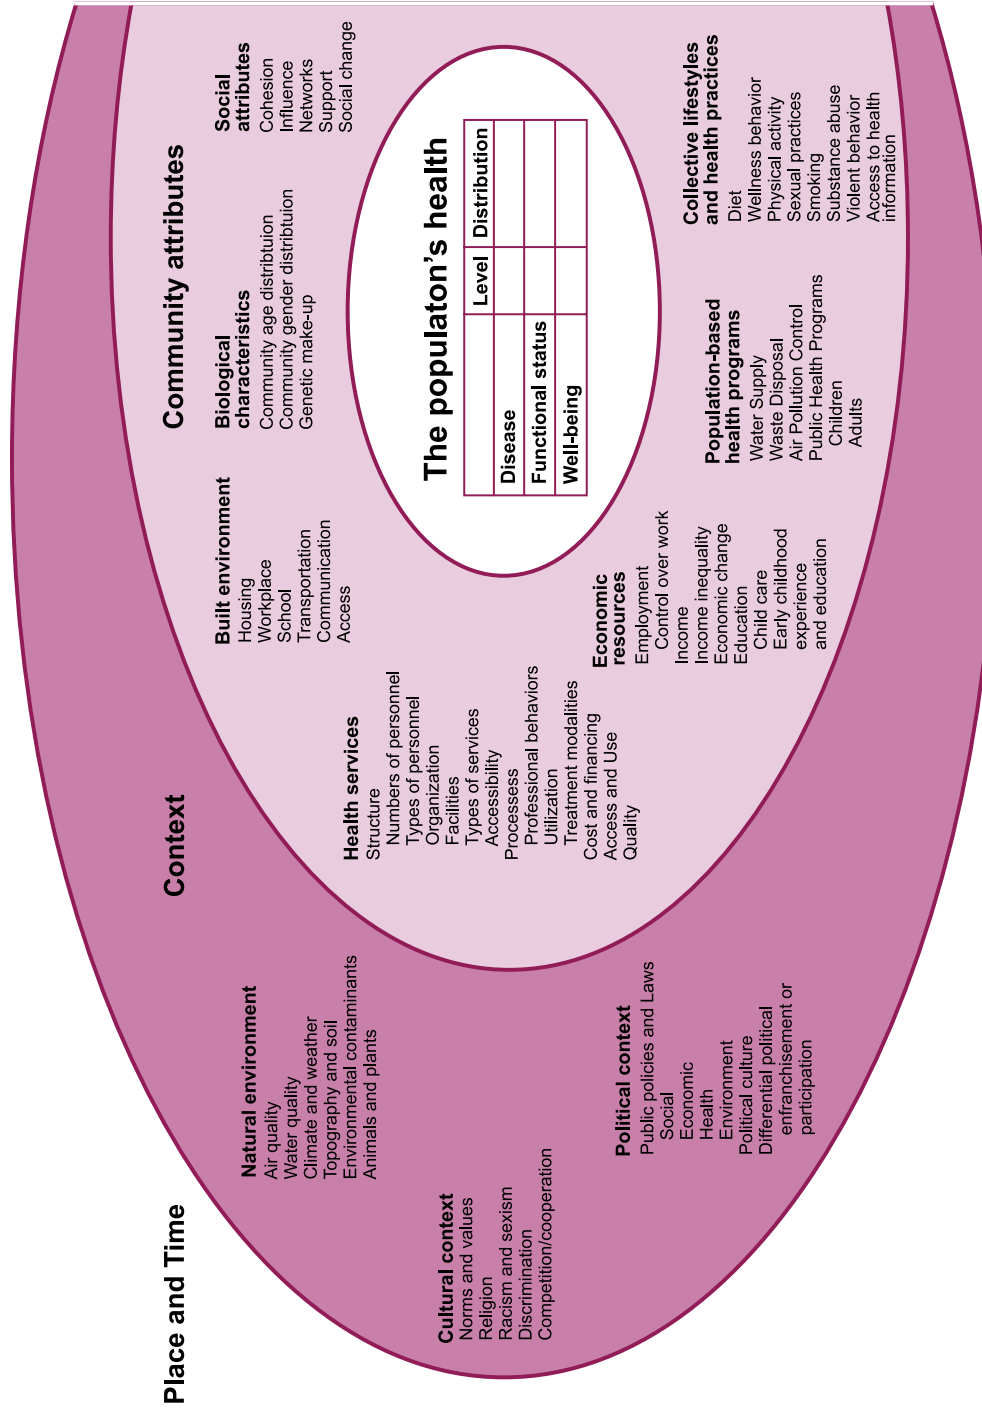 Place and Time
Context
Community attributes
Natural environment
Air quality
Water quality
Climate and weather
Topography and soil
Environmental contaminants
Animals and plants
Cultural context
Norms and values
Religion
Racism and sexism
Discrimination
Competition/cooperation
Political context
Public policies and Laws
Social
Economic
Health
Environment
Political culture
Differential political
enfranchisement or
participation
Health services
Structure
Numbers of personnel
Types of personnel
Organization
Facilities
Types of services
Accessibility
Processess
Professional behaviors
Utilization
Treatment modalities
Cost and financing
Access and Use
Quality
Built environment
Housing
Workplace
School
Transportation
Communication
Access
Biological
characteristics
Community age distribtuion
Community gender distribtuion
Genetic make-up
Social
attributes
Cohesion
Influence
Networks
Support
Social change
The populaton's health
Level Distribution
Disease
Functional status
Well-being
Economic
resources
Employment
Control over work
Income
Income inequality
Economic change
Education
Child care
Early childhood
experience
and education
Population-based
health programs
Water Supply
Waste Disposal
Air Pollution Control
Public Health Programs
Children
Adults
Collective lifestyles
and health practices
Diet
Wellness behavior
Physical activity
Sexual practices
Smoking
Substance abuse
Violent behavior
Access to health
information